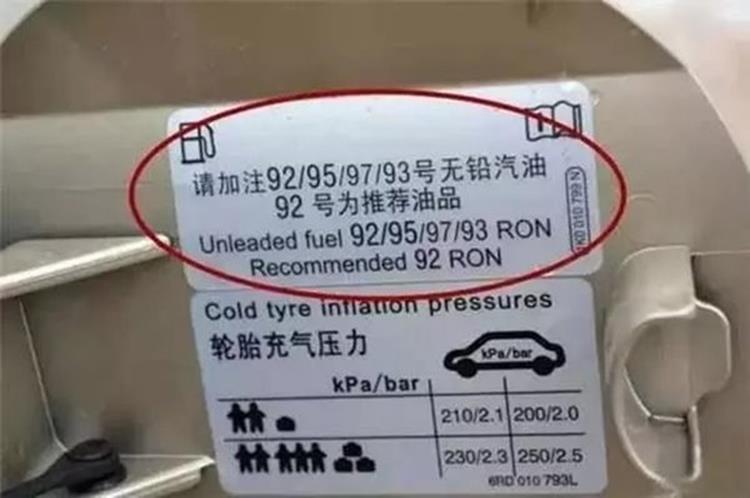 请加注92/95/97/93号无铅汽油
92 号为推荐油品
Unleaded fuel 92/95/97/93 RON
Recommended 92 RON
Cold tyre inflation pressures
轮胎充气压力
kPa/bar
kPa/bar
210/2.1 200/2.0
230/2.3 250/2.5
6RD 010 793L